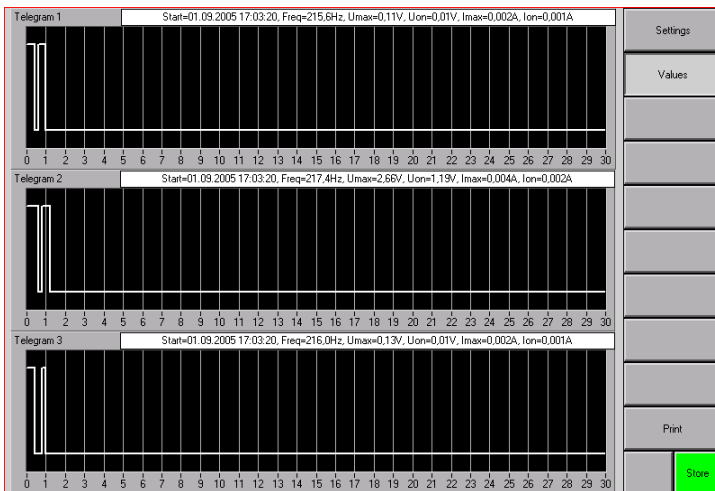 Telegram 1 Start=01.09.2005 17:03:20, Freq=215,6Hz, Umax=0,11V, Uon=0,01V, Imax=0,002A, Ion=0,001A
0 1 2 3 4 5 6 7 8 9 10 11 12 13 14 15 16 17 18 19 20 21 22 23 24 25 26 27 28 29 30
Telegram 2 Start=01.09.2005 17:03:20, Freq=217,4Hz, Umax=2,66V, Uon=1,19V, Imax=0,004A, Ion=0,002A
0 1 2 3 4 5 6 7 8 9 10 11 12 13 14 15 16 17 18 19 20 21 22 23 24 25 26 27 28 29 30
Telegram 3 Start=01.09.2005 17:03:20, Freq=216,0Hz, Umax=0,13V, Uon=0,01V, Imax=0,002A, Ion=0,001A
0 1 2 3 4 5 6 7 8 9 10 11 12 13 14 15 16 17 18 19 20 21 22 23 24 25 26 27 28 29 30
Settings
Values
Print
Store